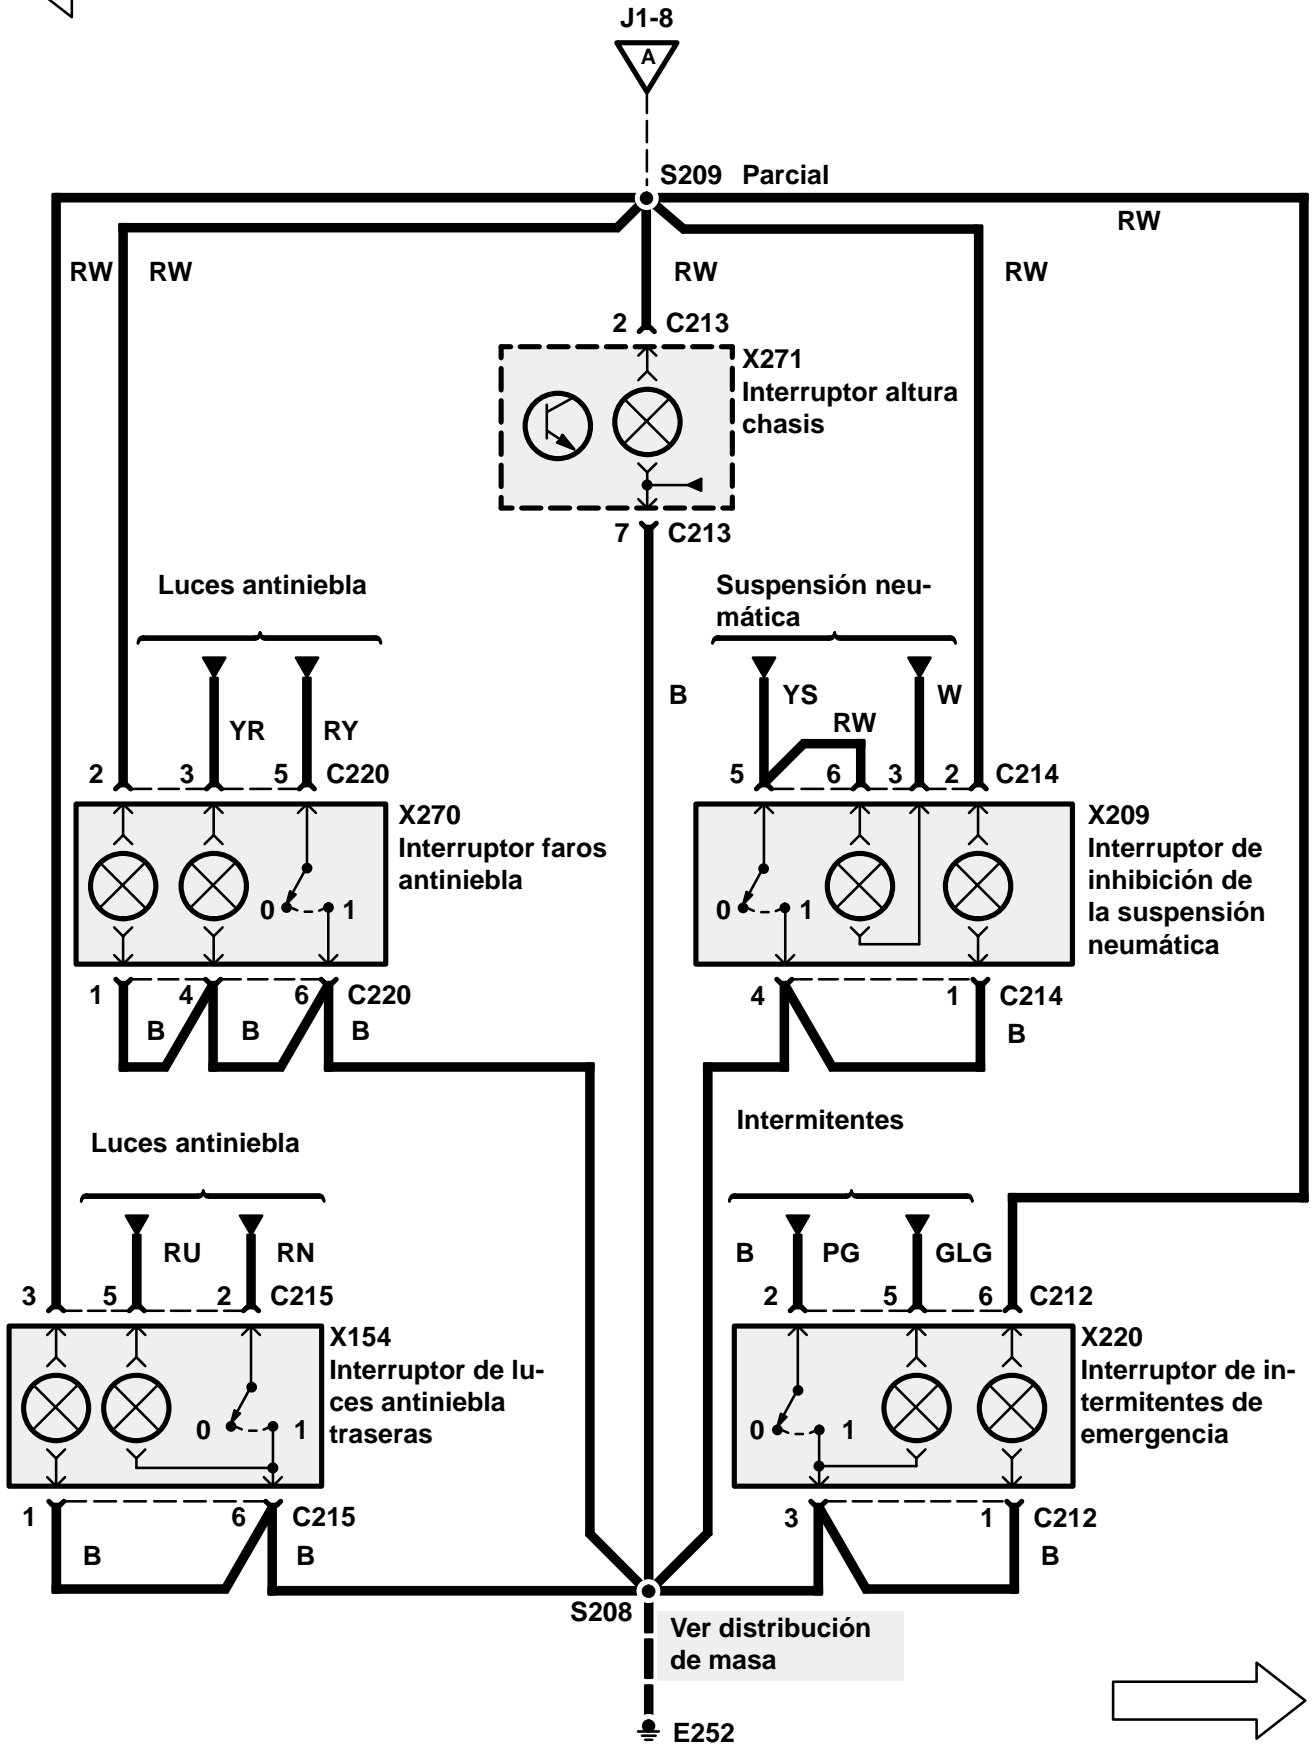 J1-8
A
S209 Parcial
RW
RW RW RW RW
2 C213
X271
Interruptor altura
chasis
7 C213
Luces antiniebla
YR RY
2 3 5 C220
X270
Interruptor faros
antiniebla
0 1
1 4 6 C220
B B B
B
Suspensión neu-
mática
YS RW W
5 6 3 2 C214
X209
Interruptor de
inhibición de
la suspensión
neumática
0 1
4 1 C214
B
Luces antiniebla
RU RN
3 5 2 C215
X154
Interruptor de lu-
ces antiniebla
traseras
0 1
1 6 C215
B B
Intermitentes
B PG GLG
2 5 6 C212
X220
Interruptor de in-
termitentes de
emergencia
0 1
3 1 C212
B
S208
Ver distribución
de masa
E252